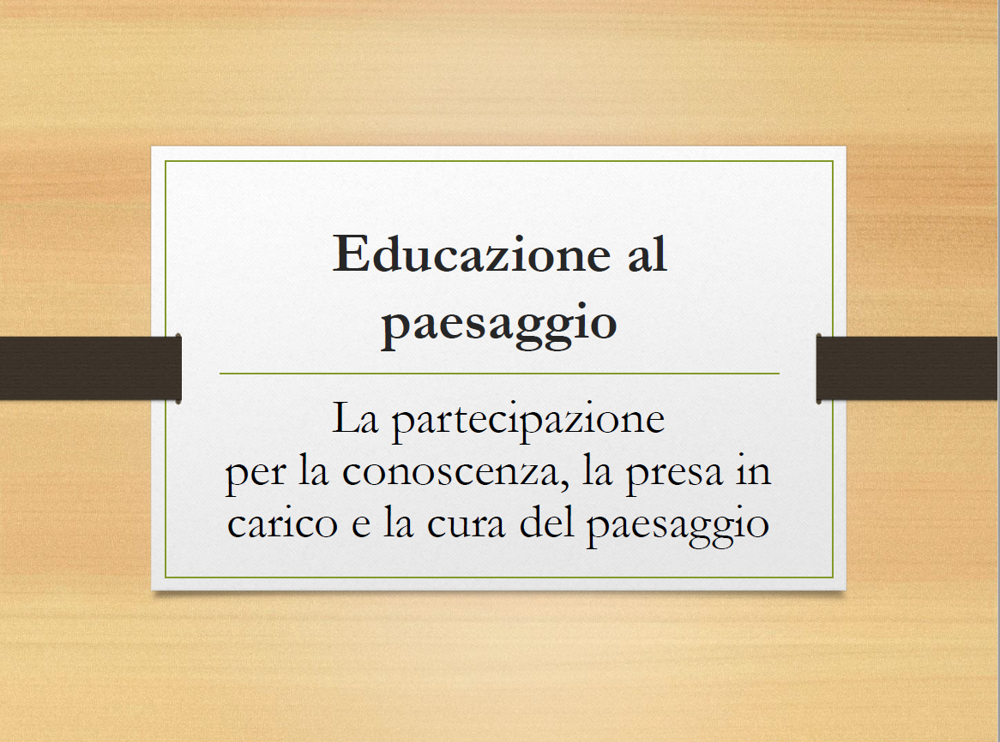 Educazione al
paesaggio
La partecipazione
per la conoscenza, la presa in
carico e la cura del paesaggio